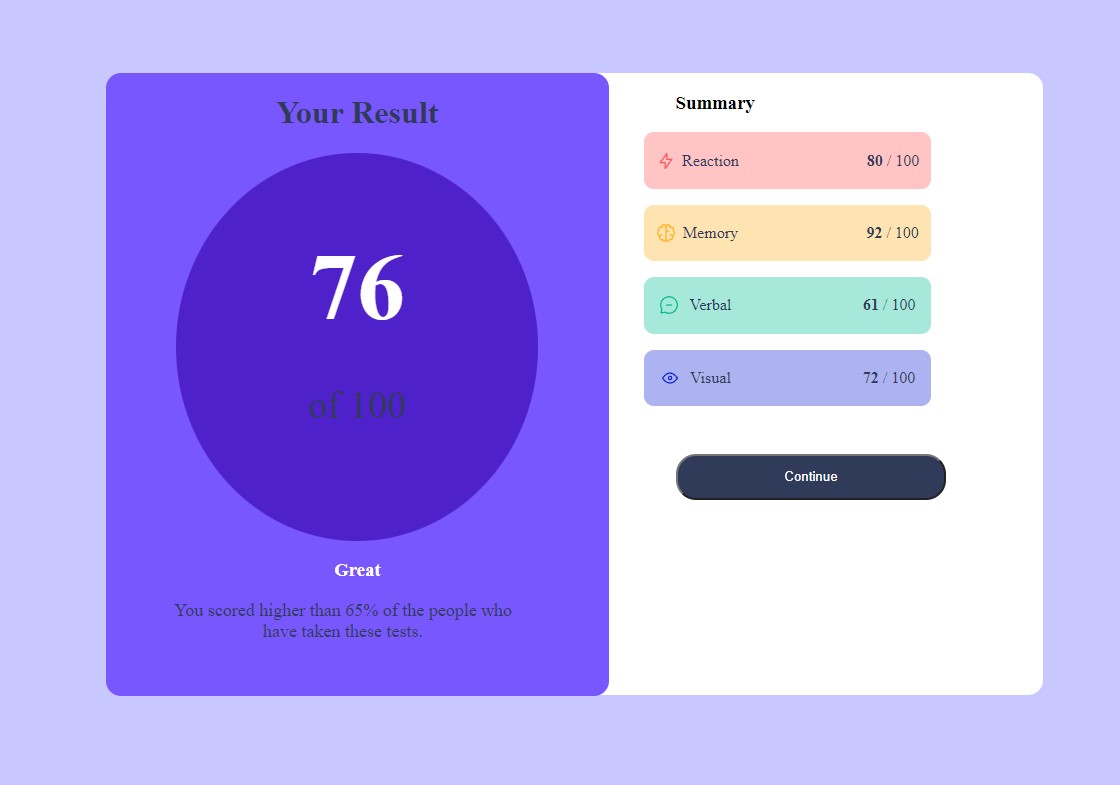 Your Result
76
of 100
Great
You scored higher than 65% of the people who
have taken these tests.
Summary
Reaction 80 / 100
Memory 92 / 100
Verbal 61 / 100
Visual 72 / 100
Continue